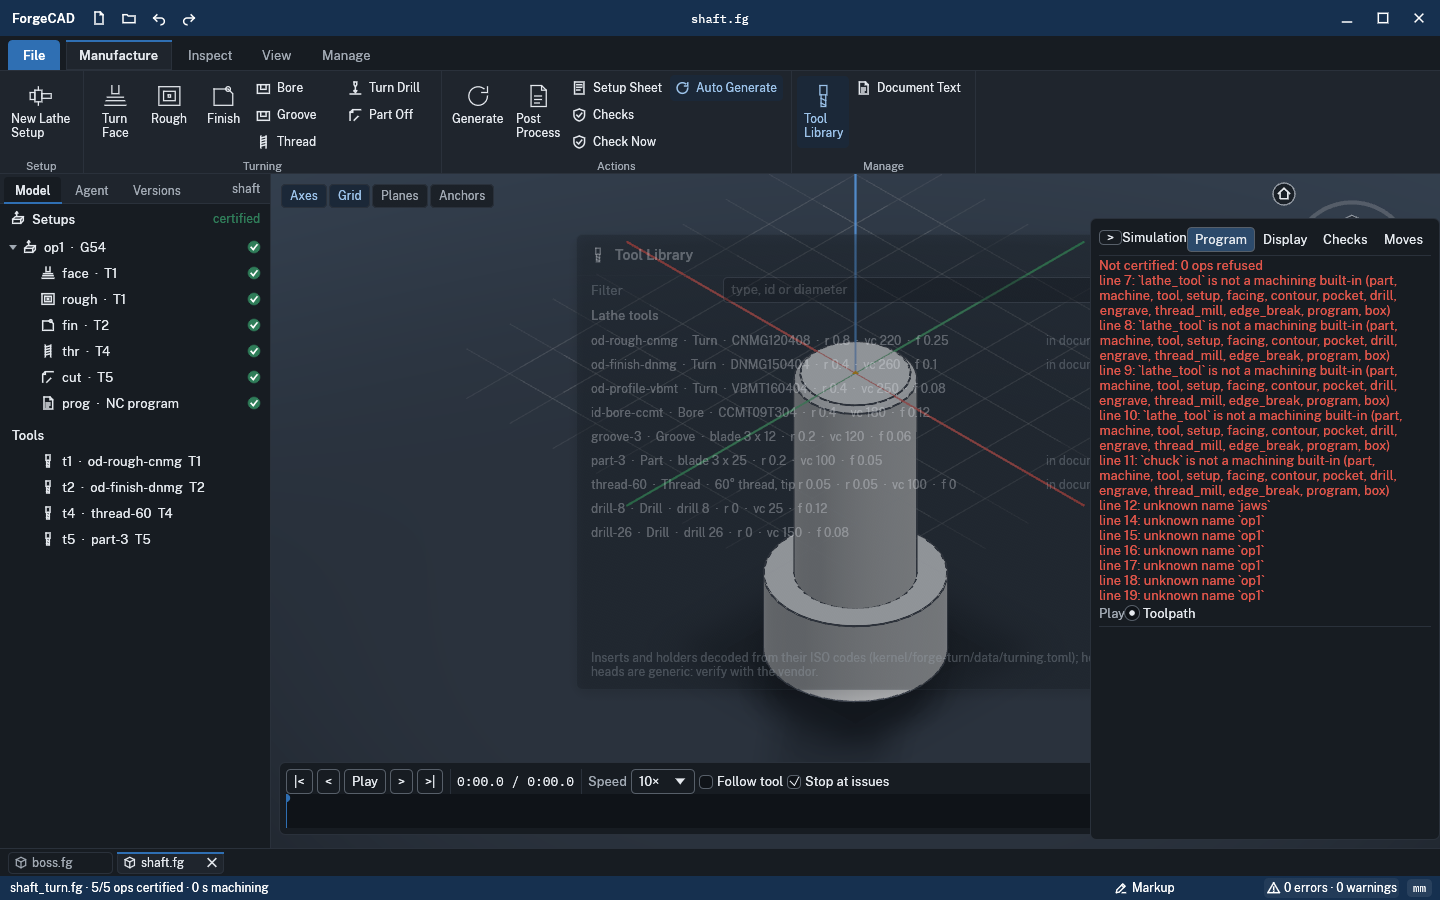 ForgeCAD
shaft.fg
File
Manufacture
Inspect
View
Manage
New Lathe
Setup
Turn
Face
Rough
Finish
Bore
Groove
Thread
Turn Drill
Part Off
Generate
Post
Process
Setup Sheet
Checks
Check Now
Auto Generate
Tool
Library
Document Text
Setup
Turning
Actions
Manage
Model
Agent
Versions
shaft
Setups
certified
op1 · G54
face · T1
rough · T1
fin · T2
thr · T4
cut · T5
prog · NC program
Tools
t1 · od-rough-cnmg T1
t2 · od-finish-dnmg T2
t4 · thread-60 T4
t5 · part-3 T5
Axes
Grid
Planes
Anchors
Tool Library
Filter
type, id or diameter
Lathe tools
od-rough-cnmg · Turn · CNMG120408 · r 0.8 · vc 220 · f 0.25
in docum
od-finish-dnmg · Turn · DNMG150404 · r 0.4 · vc 260 · f 0.1
in docum
od-profile-vbmt · Turn · VBMT160404 · r 0.4 · vc 250 · f 0.08
id-bore-ccmt · Bore · CCMT09T304 · r 0.4 · vc 180 · f 0.12
groove-3 · Groove · blade 3 x 12 · r 0.2 · vc 120 · f 0.06
part-3 · Part · blade 3 x 25 · r 0.2 · vc 100 · f 0.05
in docum
thread-60 · Thread · 60° thread, tip r 0.05 · r 0.05 · vc 100 · f 0
in docum
drill-8 · Drill · drill 8 · r 0 · vc 25 · f 0.12
drill-26 · Drill · drill 26 · r 0 · vc 150 · f 0.08
Inserts and holders decoded from their ISO codes (kernel/forge-turn/data/turning.toml);
heads are generic: verify with the vendor.
> Simulation
Program
Display
Checks
Moves
Not certified: 0 ops refused
line 7: `lathe_tool` is not a machining built-in (part,
machine, tool, setup, facing, contour, pocket, drill,
engrave, thread_mill, edge_break, program, box)
line 8: `lathe_tool` is not a machining built-in (part,
machine, tool, setup, facing, contour, pocket, drill,
engrave, thread_mill, edge_break, program, box)
line 9: `lathe_tool` is not a machining built-in (part,
machine, tool, setup, facing, contour, pocket, drill,
engrave, thread_mill, edge_break, program, box)
line 10: `lathe_tool` is not a machining built-in (part,
machine, tool, setup, facing, contour, pocket, drill,
engrave, thread_mill, edge_break, program, box)
line 11: `chuck` is not a machining built-in (part,
machine, tool, setup, facing, contour, pocket, drill,
engrave, thread_mill, edge_break, program, box)
line 12: unknown name `jaws`
line 14: unknown name `op1`
line 15: unknown name `op1`
line 16: unknown name `op1`
line 17: unknown name `op1`
line 18: unknown name `op1`
line 19: unknown name `op1`
Play
Toolpath
|<
<
Play
>
>|
0:00.0 / 0:00.0
Speed
10×
Follow tool
Stop at issues
boss.fg
shaft.fg
shaft_turn.fg · 5/5 ops certified · 0 s machining
Markup
0 errors · 0 warnings
mm